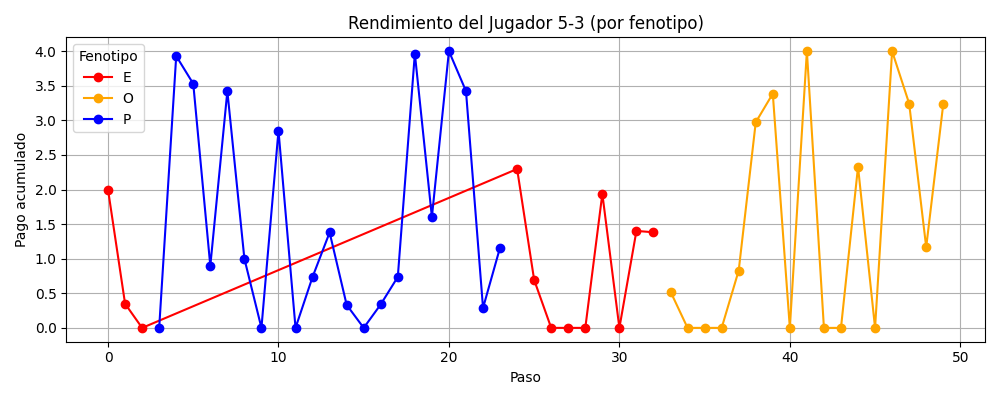 Rendimiento del Jugador 5-3 (por fenotipo)
Pago acumulado
4.0
3.5
3.0
2.5
2.0
1.5
1.0
0.5
0.0
Fenotipo
E
O
P
0
10
20
30
40
50
Paso